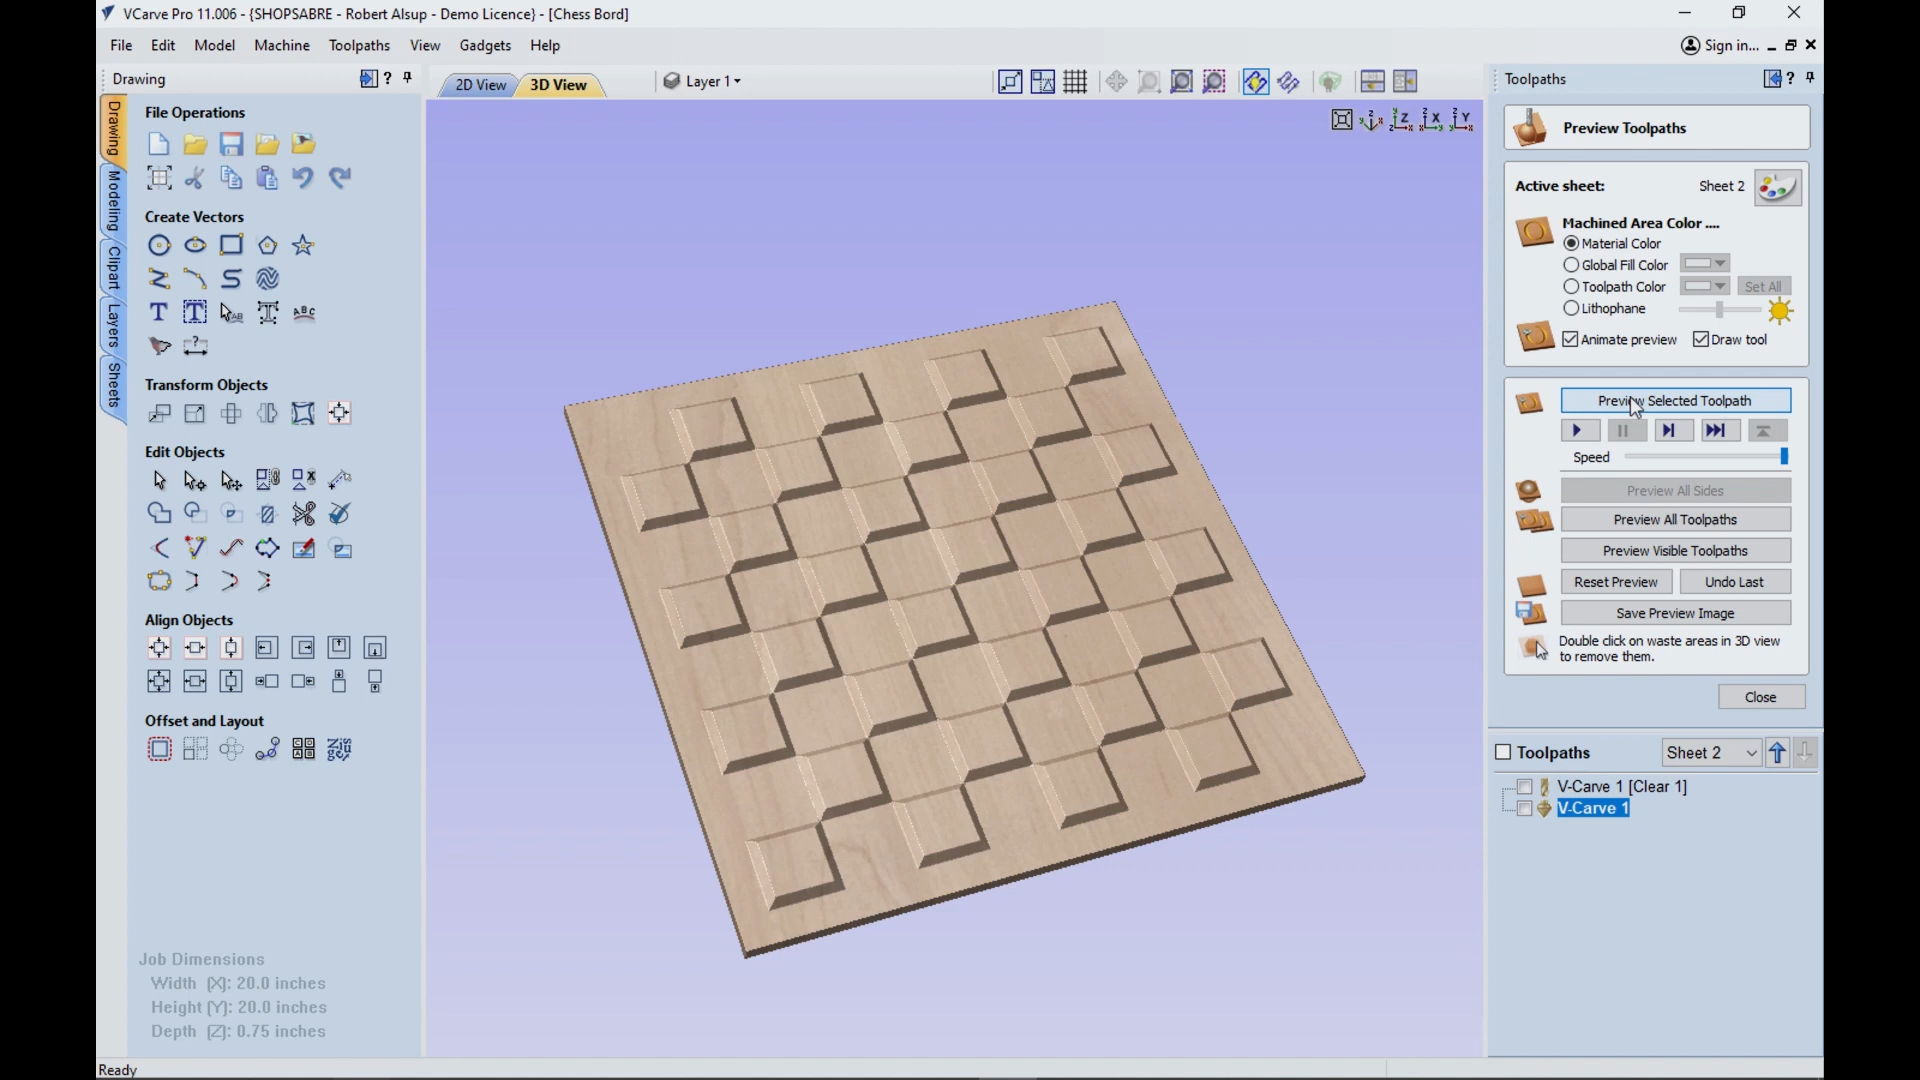 VCarve Pro 11.006 - {SHOPSABRE - Robert Alsup - Demo Licence} - [Chess Bord]
File Edit Model Machine Toolpaths View Gadgets Help
Sign in...
Drawing
2D View 3D View
Layer 1
Toolpaths
Drawing
Modeling
Clipart
Layers
Sheets
File Operations
Create Vectors
Transform Objects
Edit Objects
Align Objects
Offset and Layout
Job Dimensions
Width (X): 20.0 inches
Height (Y): 20.0 inches
Depth (Z): 0.75 inches
Ready
Preview Toolpaths
Active sheet: Sheet 2
Machined Area Color ....
Material Color
Global Fill Color
Toolpath Color Set All
Lithophane
Animate preview Draw tool
Preview Selected Toolpath
Speed
Preview All Sides
Preview All Toolpaths
Preview Visible Toolpaths
Reset Preview Undo Last
Save Preview Image
Double click on waste areas in 3D view
to remove them.
Close
Toolpaths Sheet 2
V-Carve 1 [Clear 1]
V-Carve 1